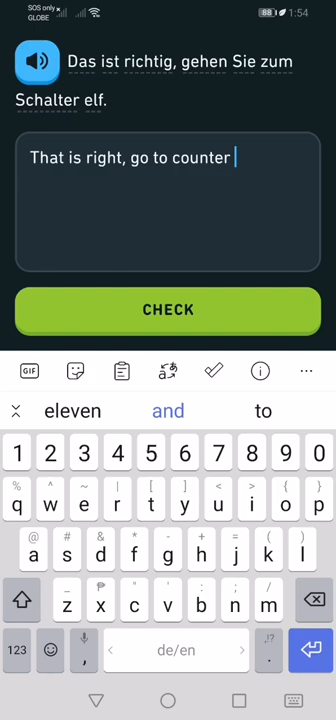 SOS only
GLOBE
88 1:54
Das ist richtig, gehen Sie zum
Schalter elf.
That is right, go to counter
CHECK
GIF
eleven and to
1 2 3 4 5 6 7 8 9 0
% ^ ~ | [ ] < > { }
q w e r t y u i o p
@ # & * - + = ( )
a s d f g h j k l
_ ₱ " ' : ; /
z x c v b n m
123 , de/en ,!? .